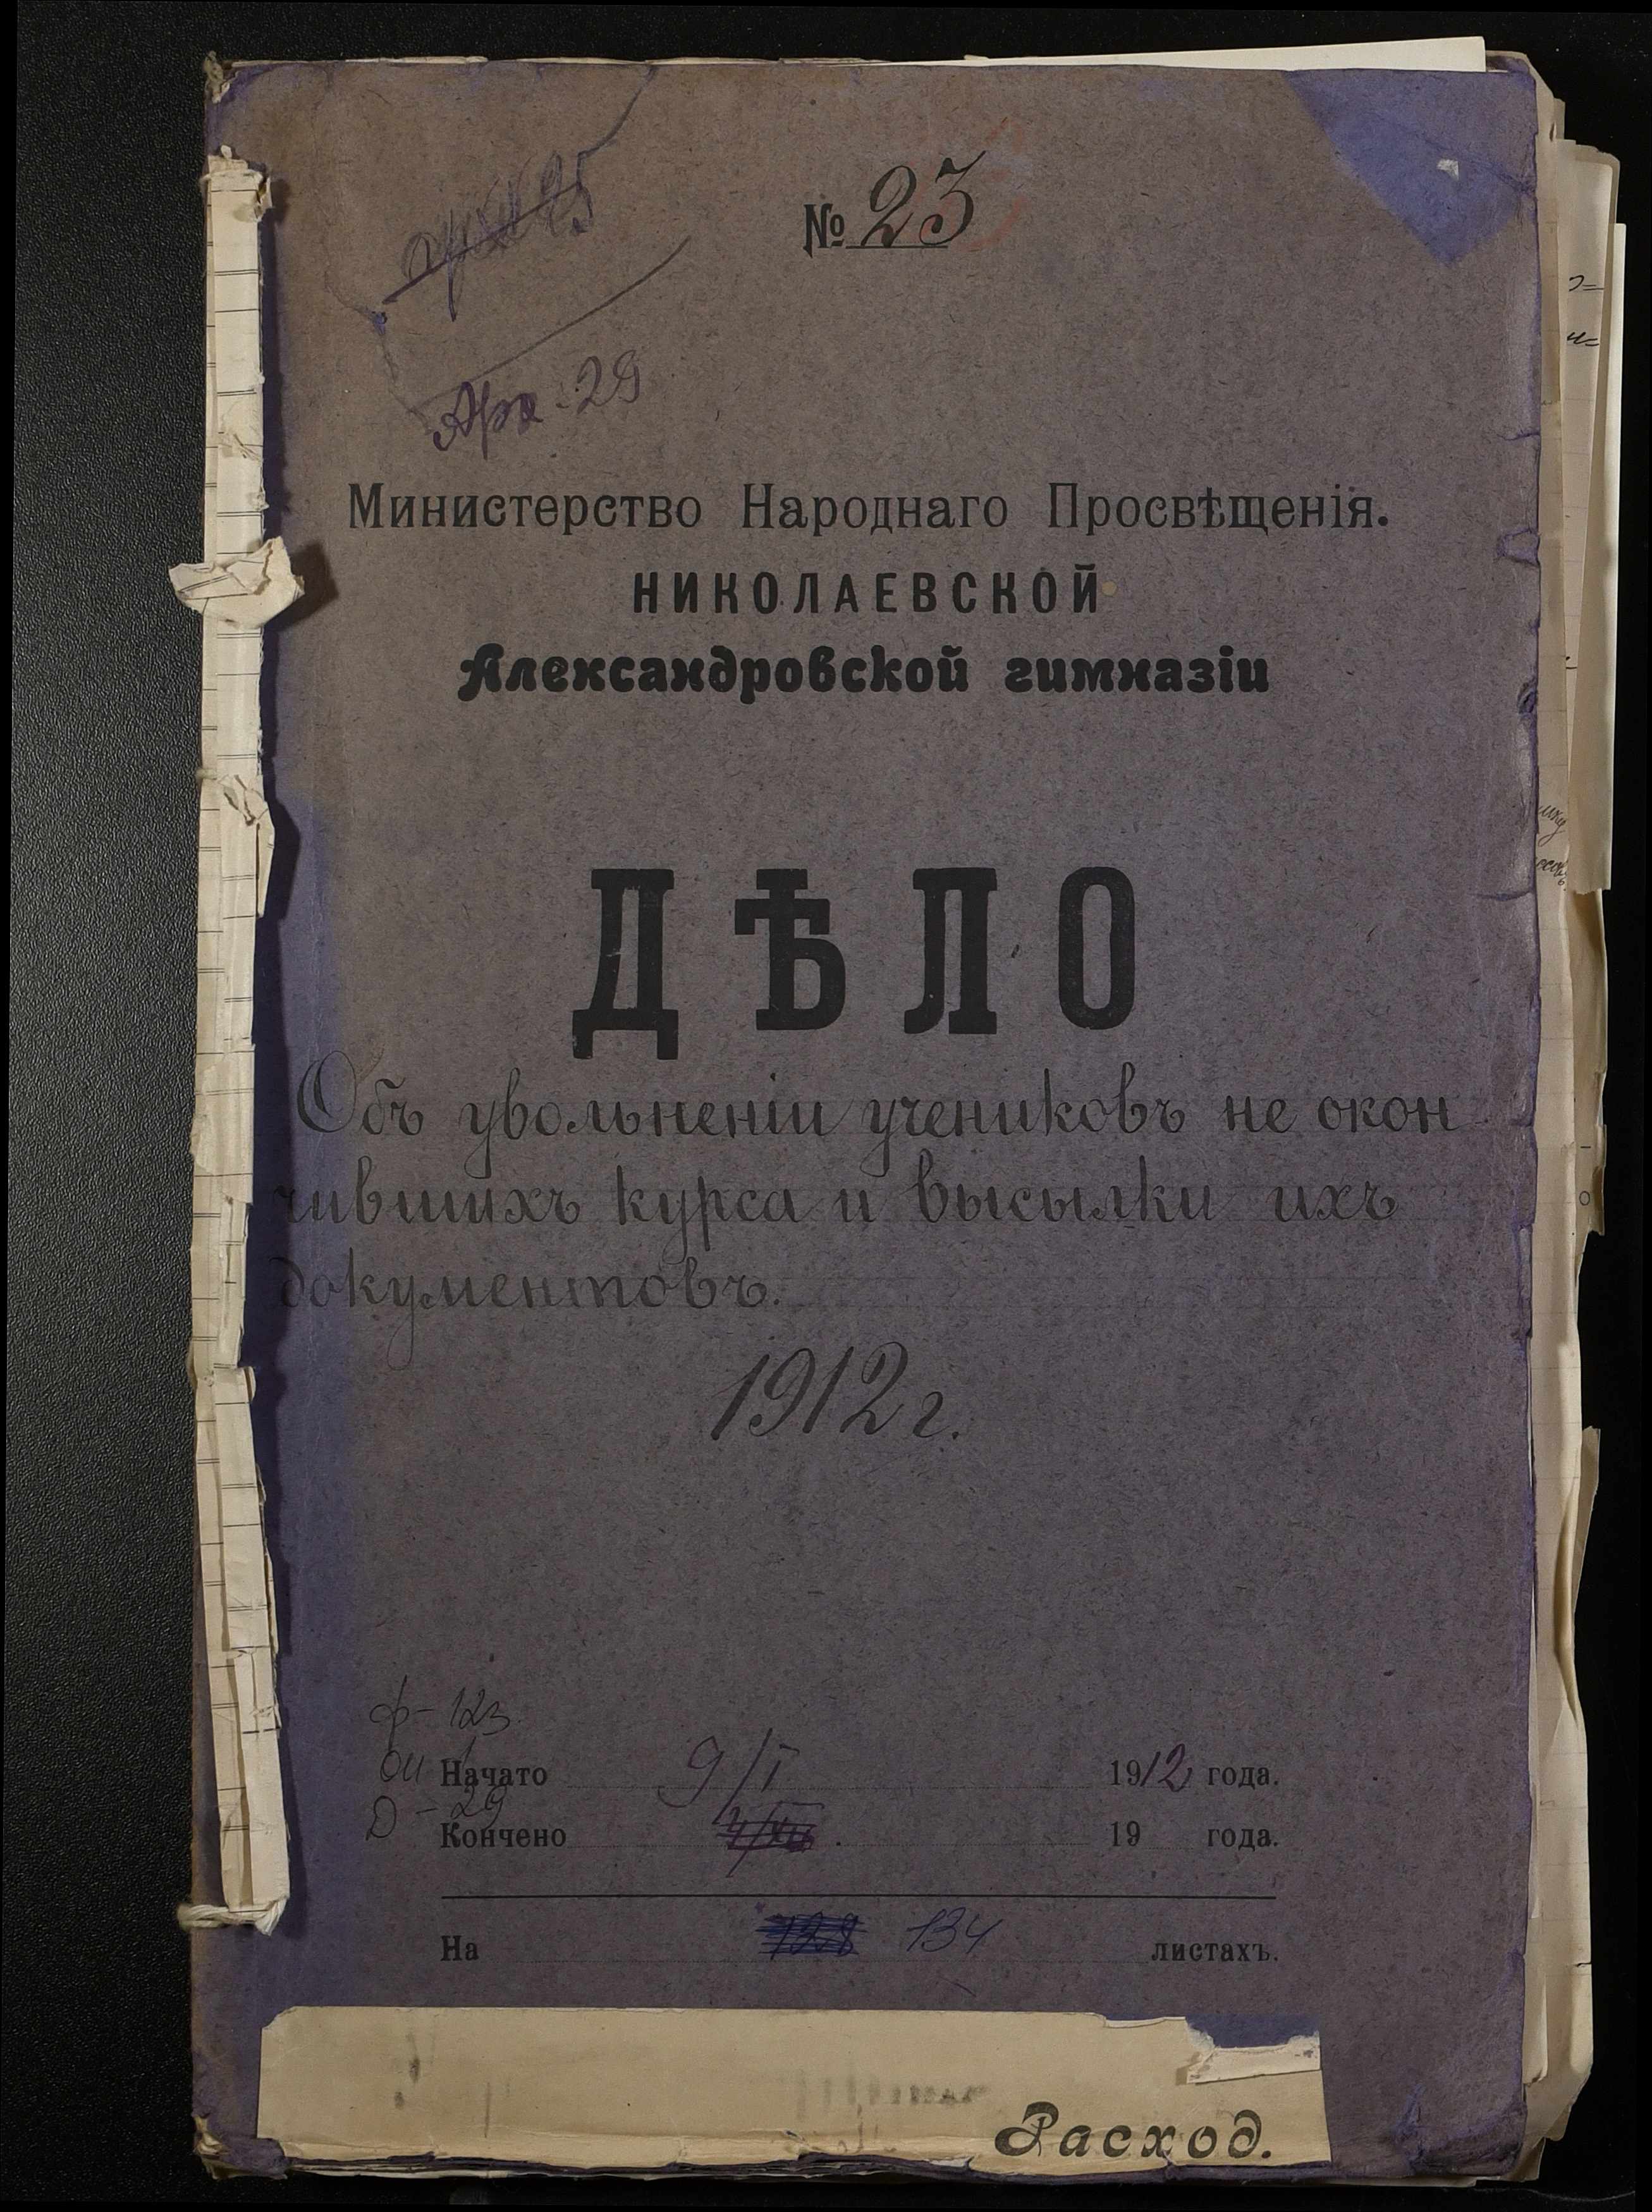 № 23
Арх. 29
Министерство Народнаго Просвѣщенія.
НИКОЛАЕВСКОЙ
Александровской гимназіи
ДѢЛО
Объ увольненіи учениковъ не окон
чившихъ курса и высылки ихъ
документовъ.
1912 г.
ф - 123
оп 1
Д - 29
Начато 9/I 1912 года.
Кончено 19 года.
На 134 листахъ.
Расход.